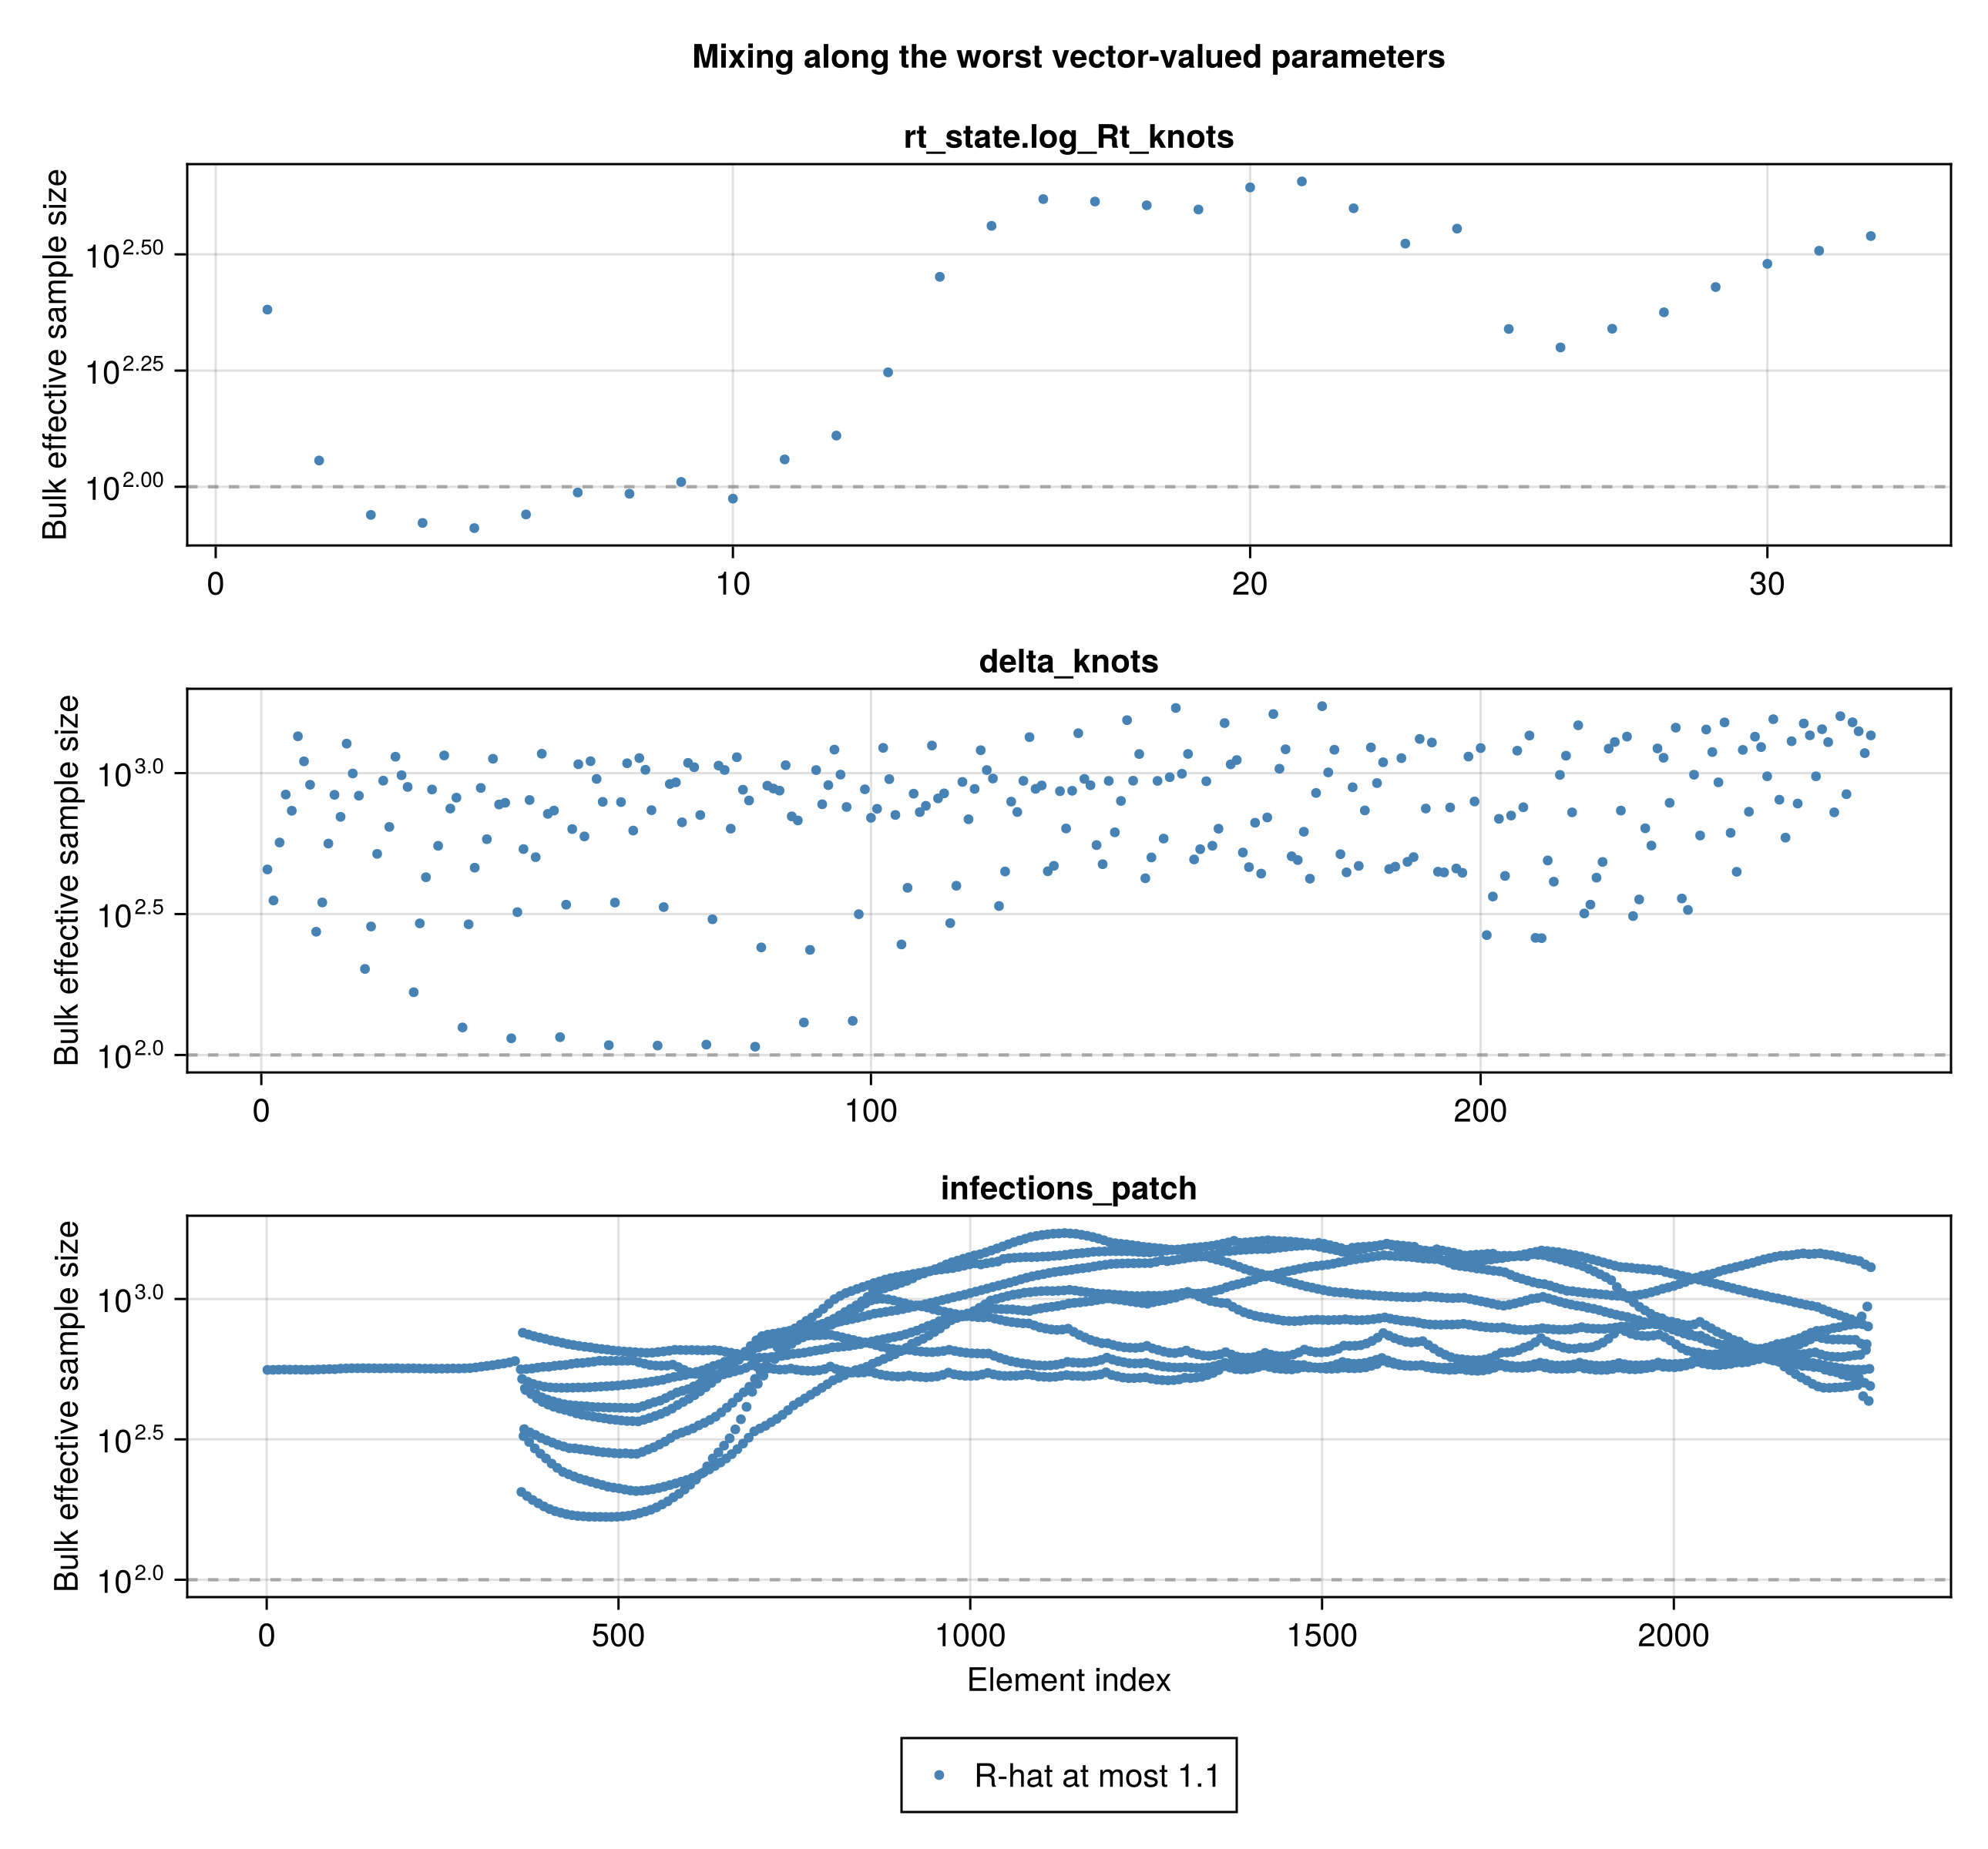 Mixing along the worst vector-valued parameters
rt_state.log_Rt_knots
Bulk effective sample size
10^2.50
10^2.25
10^2.00
0 10 20 30
delta_knots
Bulk effective sample size
10^3.0
10^2.5
10^2.0
0 100 200
infections_patch
Bulk effective sample size
10^3.0
10^2.5
10^2.0
0 500 1000 1500 2000
Element index
R-hat at most 1.1